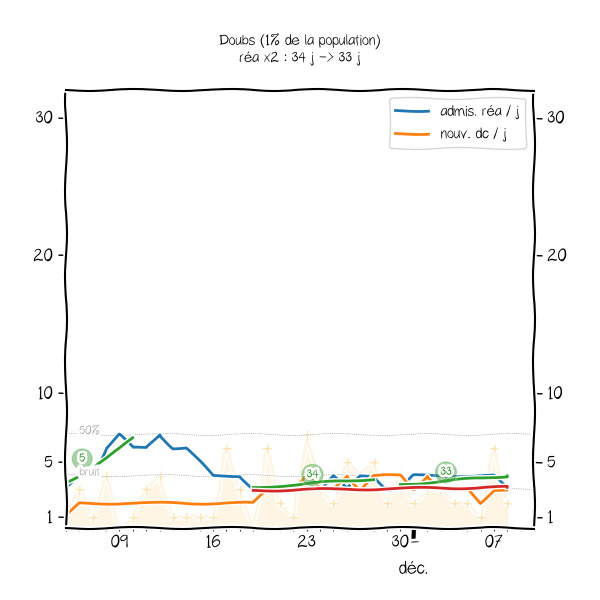 Doubs (1% de la population)
réa x2 : 34 j -> 33 j
admis. réa / j
nouv. dc / j
30 30
20 20
10 10
50%
5 5
5
bruit
34
33
1 1
09 16 23 30 07
déc.